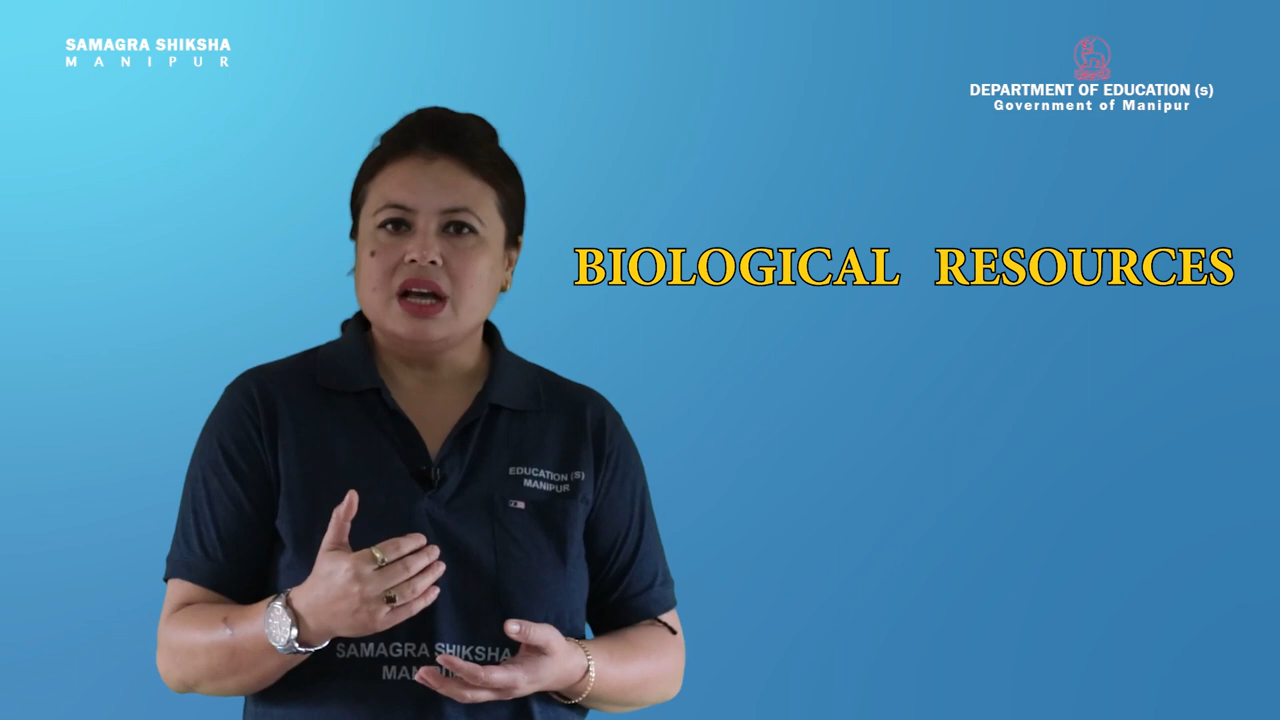 SAMAGRA SHIKSHA
MANIPUR
DEPARTMENT OF EDUCATION (s)
Government of Manipur
BIOLOGICAL RESOURCES
EDUCATION (S)
MANIPUR
SAMAGRA SHIKSHA